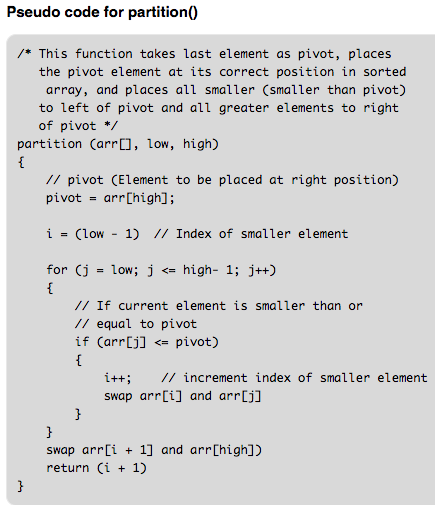 Pseudo code for partition()
/* This function takes last element as pivot, places
the pivot element at its correct position in sorted
array, and places all smaller (smaller than pivot)
to left of pivot and all greater elements to right
of pivot */
partition (arr[], low, high)
{
// pivot (Element to be placed at right position)
pivot = arr[high];
i = (low - 1) // Index of smaller element
for (j = low; j <= high- 1; j++)
{
// If current element is smaller than or
// equal to pivot
if (arr[j] <= pivot)
{
i++; // increment index of smaller element
swap arr[i] and arr[j]
}
}
swap arr[i + 1] and arr[high])
return (i + 1)
}